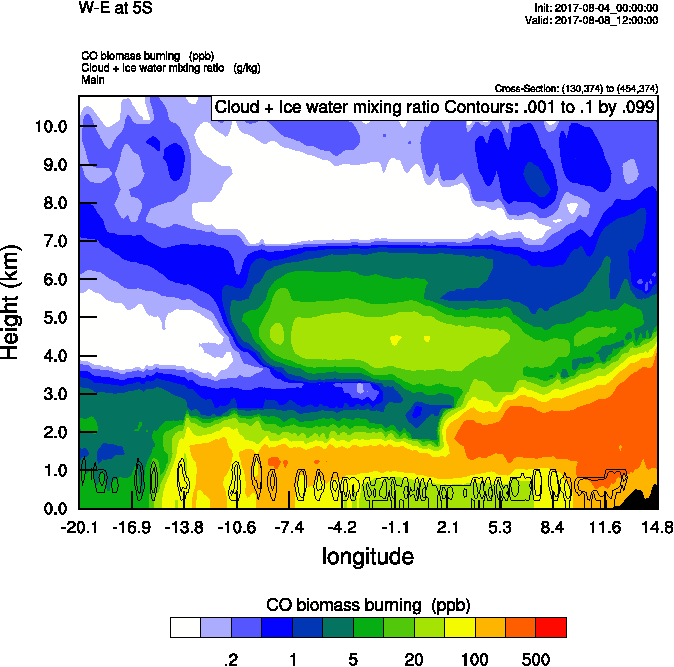 W-E at 5S
Init: 2017-08-04_00:00:00
Valid: 2017-08-08_12:00:00
CO biomass burning (ppb)
Cloud + Ice water mixing ratio (g/kg)
Main
Cross-Section: (130,374) to (454,374)
Cloud + Ice water mixing ratio Contours: .001 to .1 by .099
10.0
9.0
8.0
7.0
6.0
5.0
4.0
3.0
2.0
1.0
0.0
Height (km)
-20.1 -16.9 -13.8 -10.6 -7.4 -4.2 -1.1 2.1 5.3 8.4 11.6 14.8
longitude
CO biomass burning (ppb)
.2 1 5 20 100 500